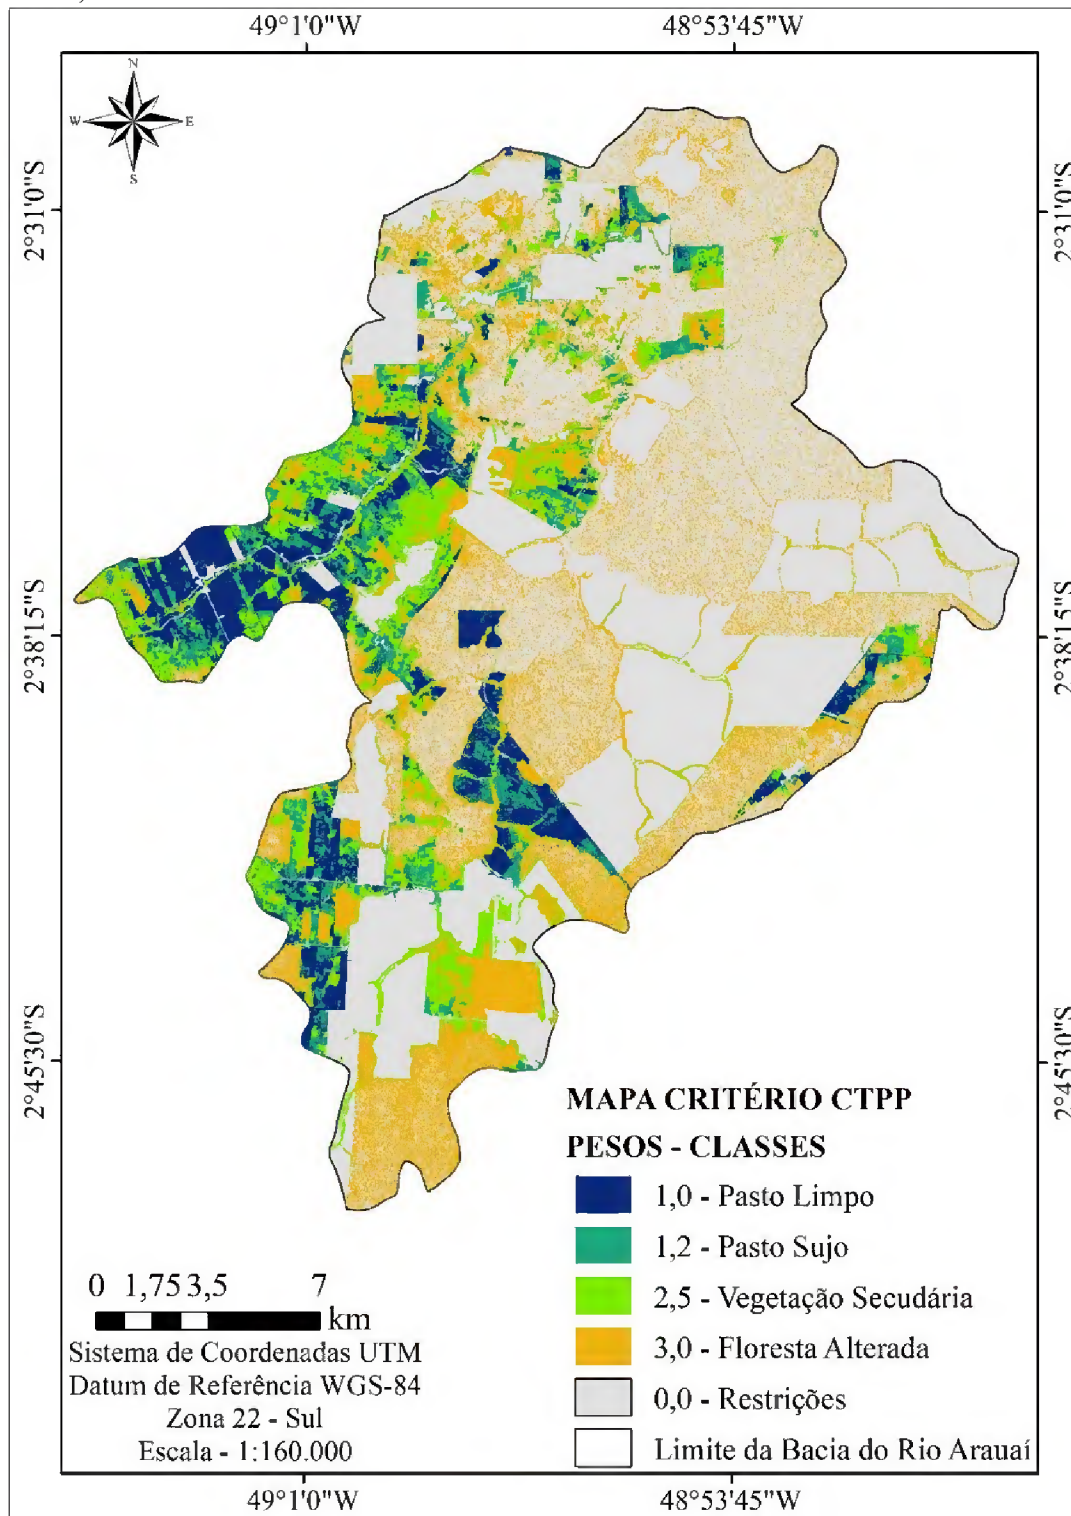 49°1'0"W 48°53'45"W
N
W E
S
2°31'0"S 2°31'0"S
2°38'15"S 2°38'15"S
2°45'30"S 2°45'30"S
MAPA CRITÉRIO CTPP
PESOS - CLASSES
1,0 - Pasto Limpo
1,2 - Pasto Sujo
2,5 - Vegetação Secudária
3,0 - Floresta Alterada
0,0 - Restrições
Limite da Bacia do Rio Arauaí
0 1,75 3,5 7
km
Sistema de Coordenadas UTM
Datum de Referência WGS-84
Zona 22 - Sul
Escala - 1:160.000
49°1'0"W 48°53'45"W